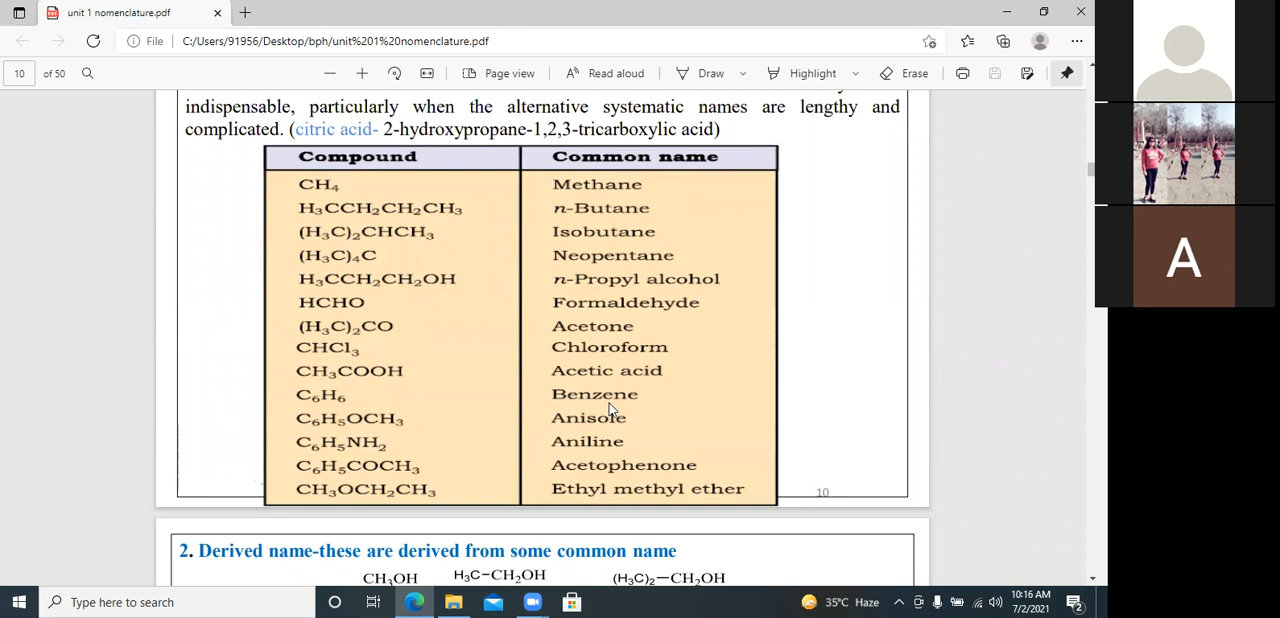 unit 1 nomenclature.pdf
File C:/Users/91956/Desktop/bph/unit%201%20nomenclature.pdf
10 of 50 Page view Read aloud Draw Highlight Erase
indispensable, particularly when the alternative systematic names are lengthy and
complicated. (citric acid- 2-hydroxypropane-1,2,3-tricarboxylic acid)
Compound Common name
CH₄ Methane
H₃CCH₂CH₂CH₃ n-Butane
(H₃C)₂CHCH₃ Isobutane
(H₃C)₄C Neopentane
H₃CCH₂CH₂OH n-Propyl alcohol
HCHO Formaldehyde
(H₃C)₂CO Acetone
CHCl₃ Chloroform
CH₃COOH Acetic acid
C₆H₆ Benzene
C₆H₅OCH₃ Anisole
C₆H₅NH₂ Aniline
C₆H₅COCH₃ Acetophenone
CH₃OCH₂CH₃ Ethyl methyl ether
10
2. Derived name-these are derived from some common name
CH₃OH H₃C-CH₂OH (H₃C)₂—CH₂OH
A
Type here to search
35°C Haze
10:16 AM
7/2/2021
2